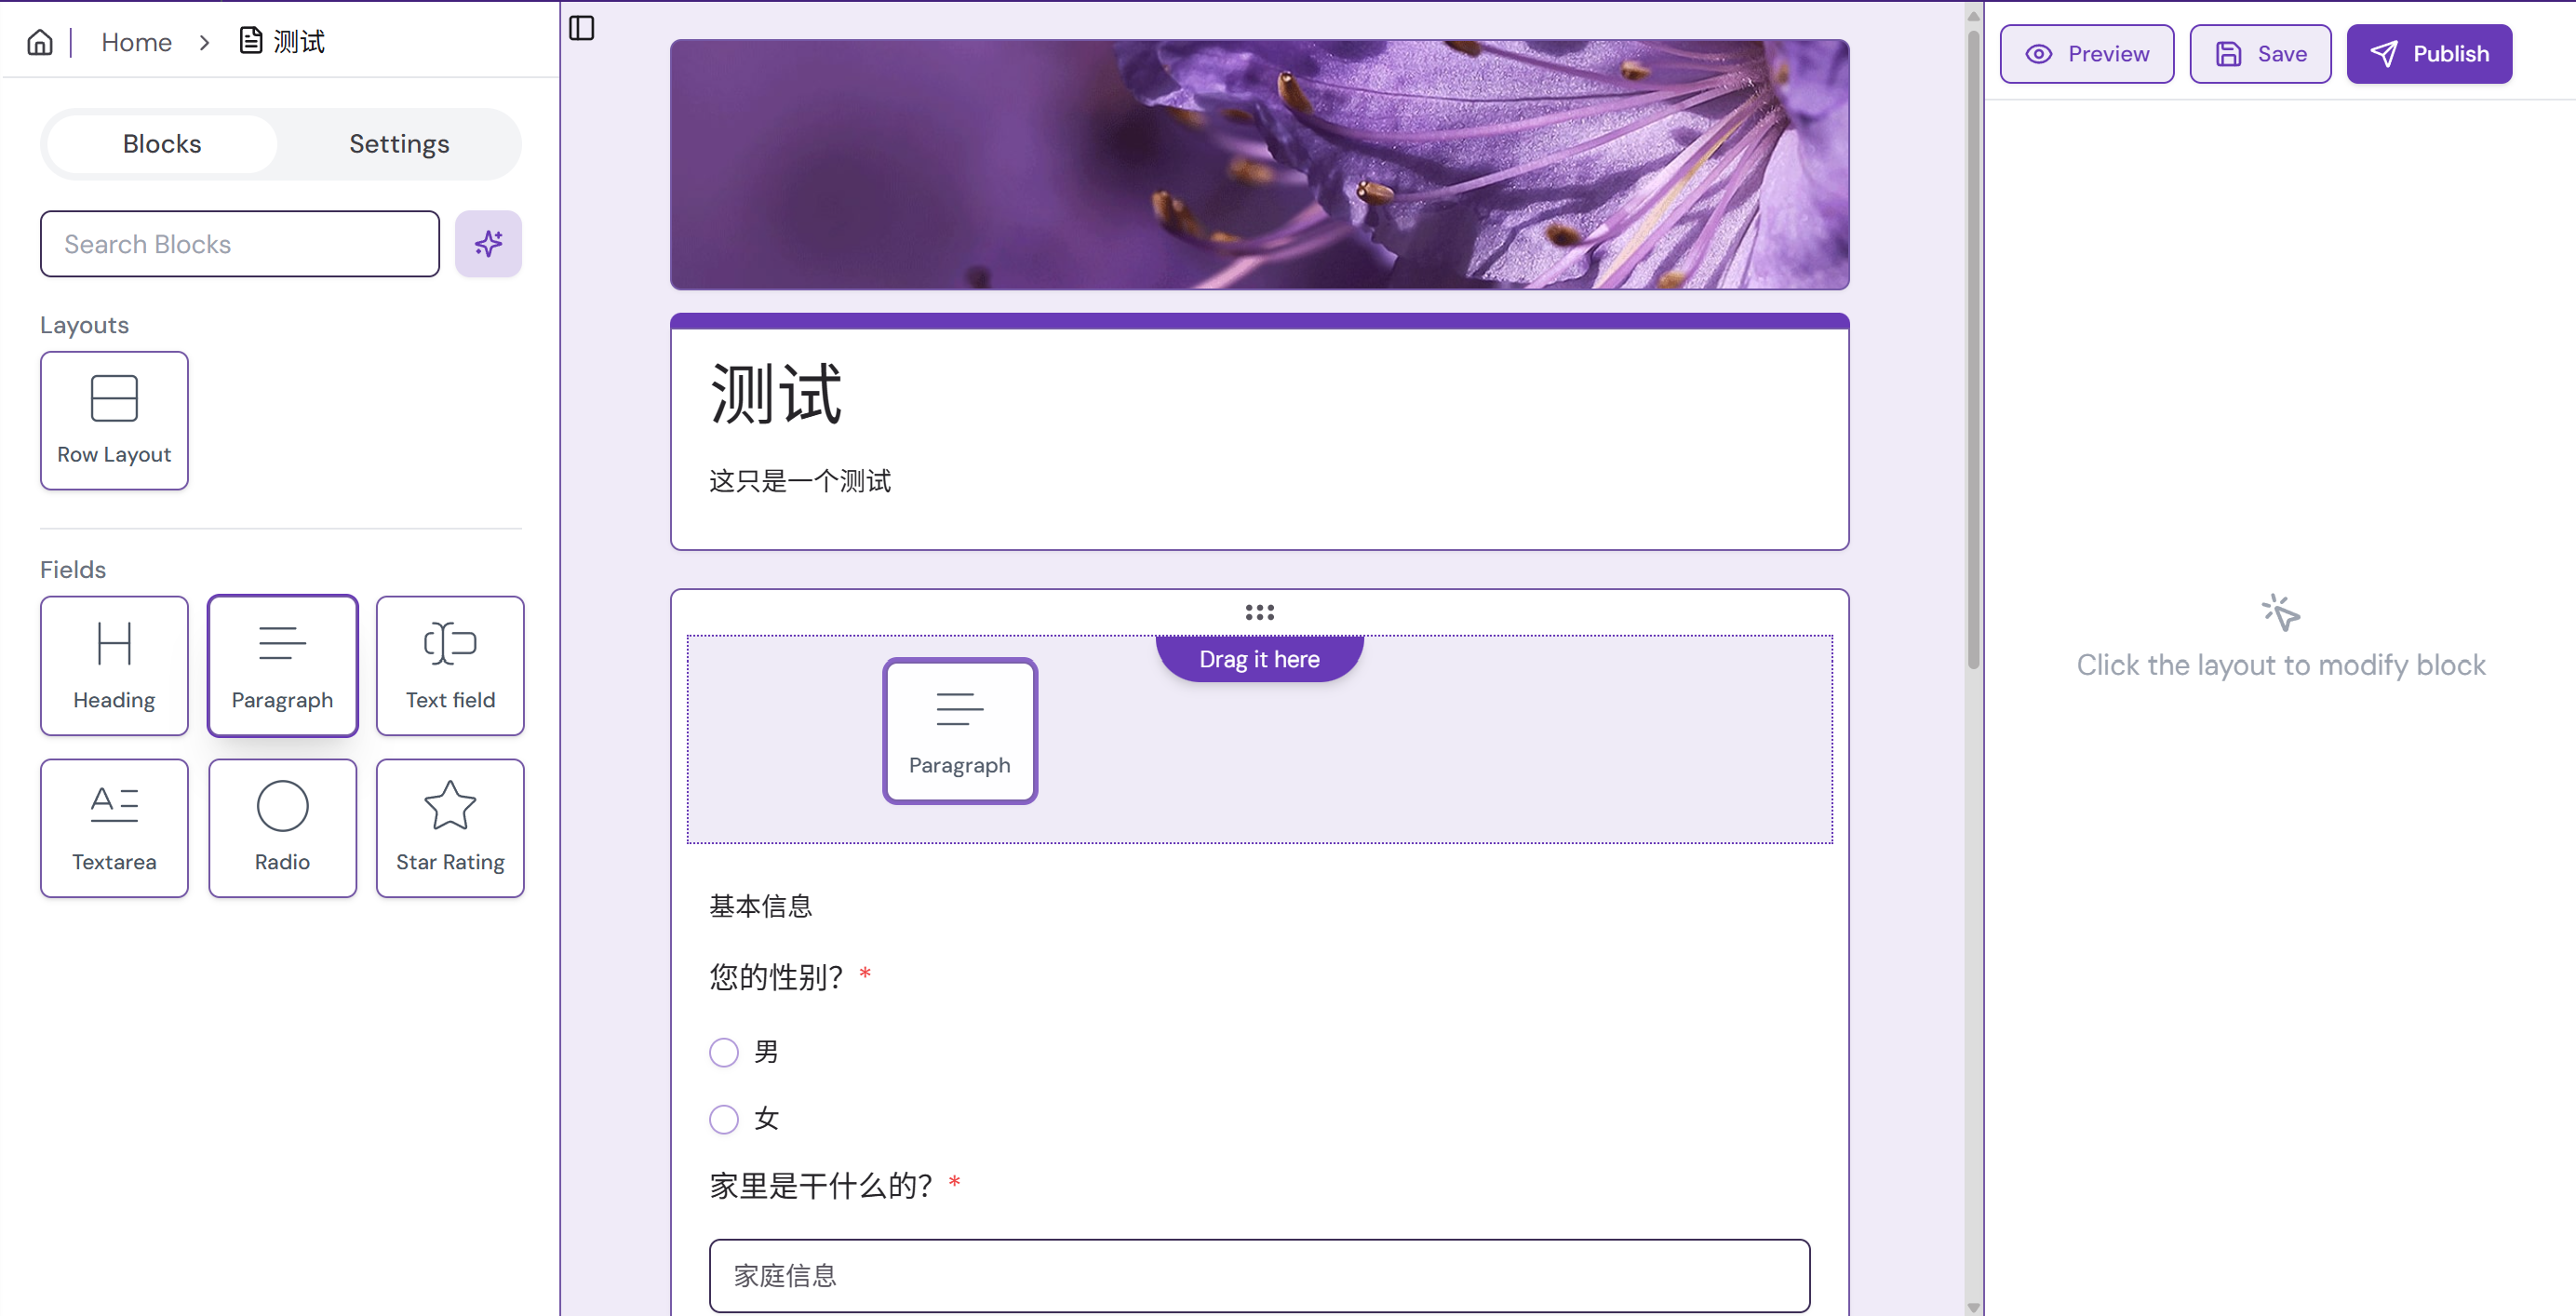 Home
测试
Blocks
Settings
Search Blocks
Layouts
Row Layout
Fields
Heading
Paragraph
Text field
Textarea
Radio
Star Rating
测试
这只是一个测试
Drag it here
Paragraph
基本信息
您的性别？ *
男
女
家里是干什么的？ *
家庭信息
Preview
Save
Publish
Click the layout to modify block